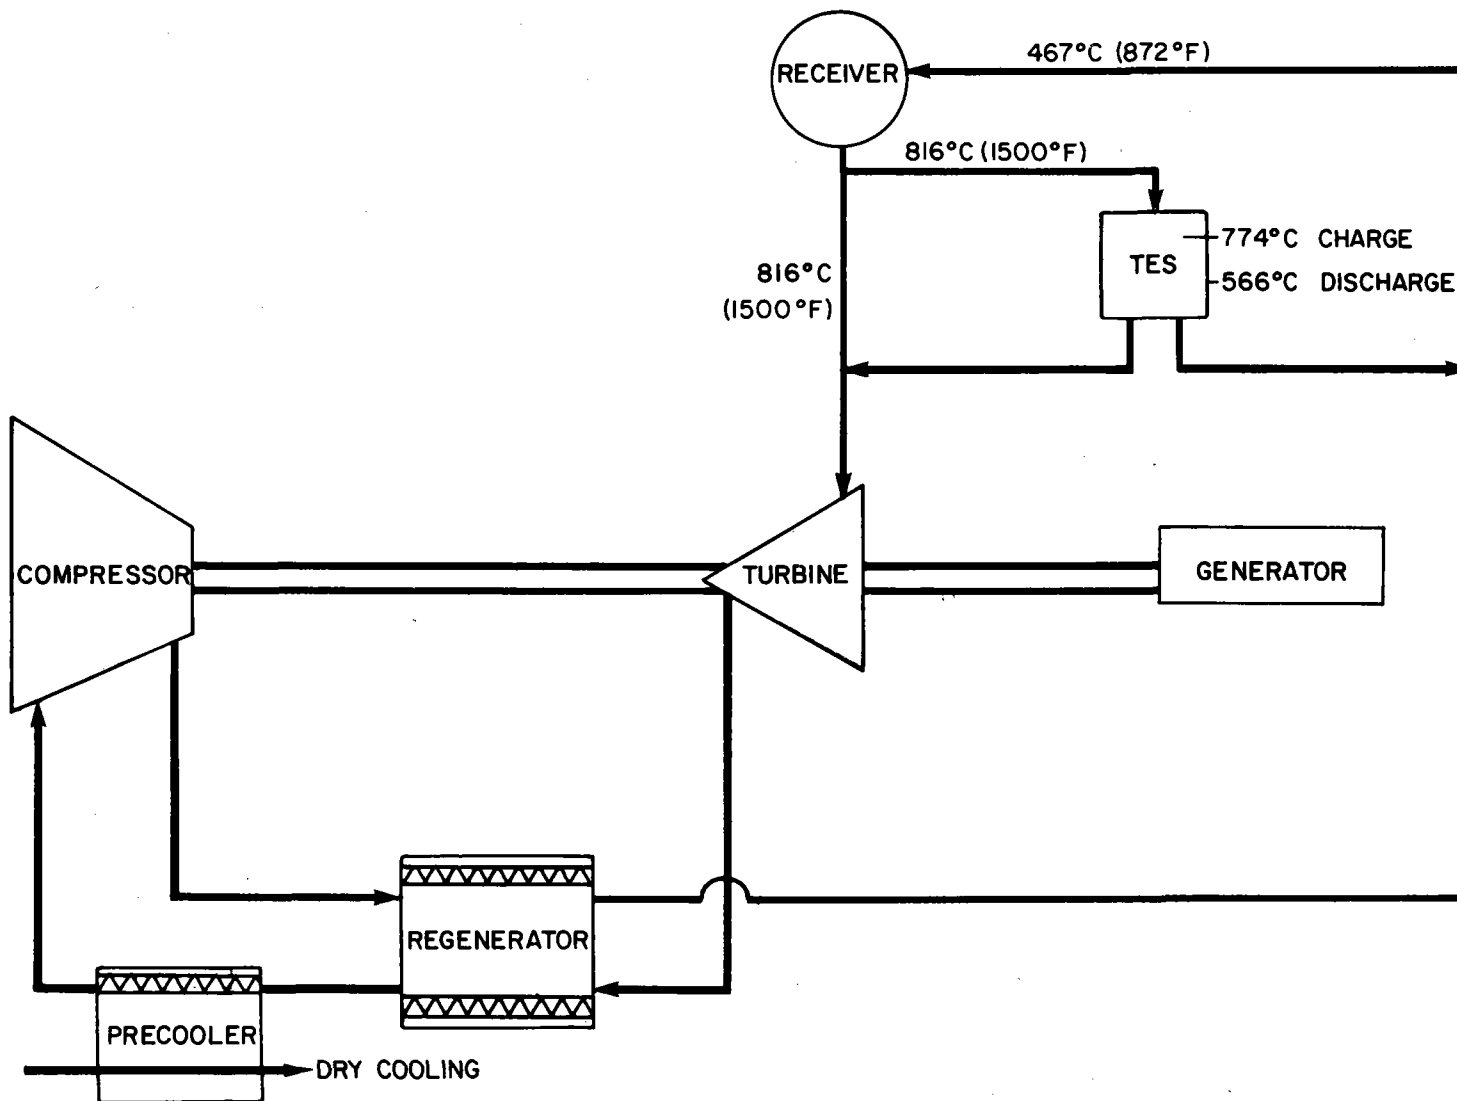 467°C (872°F)
RECEIVER
816°C (1500°F)
774°C CHARGE
TES
816°C
566°C DISCHARGE
(1500°F)
COMPRESSOR
TURBINE
GENERATOR
REGENERATOR
PRECOOLER
DRY COOLING